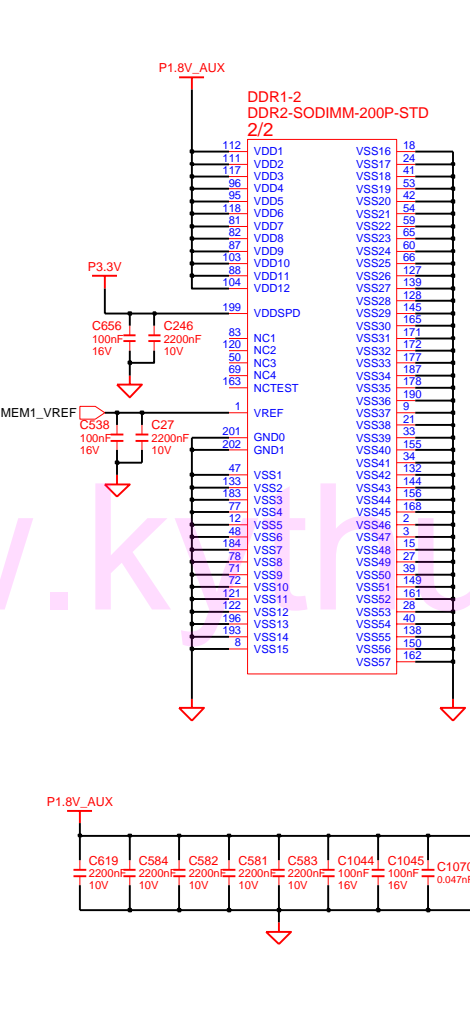 P1.8V_AUX
DDR1-2
DDR2-SODIMM-200P-STD
2/2
112 VDD1
111 VDD2
117 VDD3
96 VDD4
95 VDD5
118 VDD6
81 VDD7
82 VDD8
87 VDD9
103 VDD10
88 VDD11
104 VDD12
P3.3V
199 VDDSPD
C656
100nF
16V
C246
2200nF
10V
83 NC1
120 NC2
50 NC3
69 NC4
163 NCTEST
MEM1_VREF
1 VREF
C538
100nF
16V
C27
2200nF
10V
201 GND0
202 GND1
47 VSS1
133 VSS2
183 VSS3
77 VSS4
12 VSS5
48 VSS6
184 VSS7
78 VSS8
71 VSS9
72 VSS10
121 VSS11
122 VSS12
196 VSS13
193 VSS14
8 VSS15
VSS16 18
VSS17 24
VSS18 41
VSS19 53
VSS20 42
VSS21 54
VSS22 59
VSS23 65
VSS24 60
VSS25 66
VSS26 127
VSS27 139
VSS28 128
VSS29 145
VSS30 165
VSS31 171
VSS32 172
VSS33 177
VSS34 187
VSS35 178
VSS36 190
VSS37 9
VSS38 21
VSS39 33
VSS40 155
VSS41 34
VSS42 132
VSS43 144
VSS44 156
VSS45 168
VSS46 2
VSS47 3
VSS48 15
VSS49 27
VSS50 39
VSS51 149
VSS52 161
VSS53 28
VSS54 40
VSS55 138
VSS56 150
VSS57 162
w.kythu
P1.8V_AUX
C619
2200nF
10V
C584
2200nF
10V
C582
2200nF
10V
C581
2200nF
10V
C583
2200nF
10V
C1044
100nF
16V
C1045
100nF
16V
C1070
0.047nF